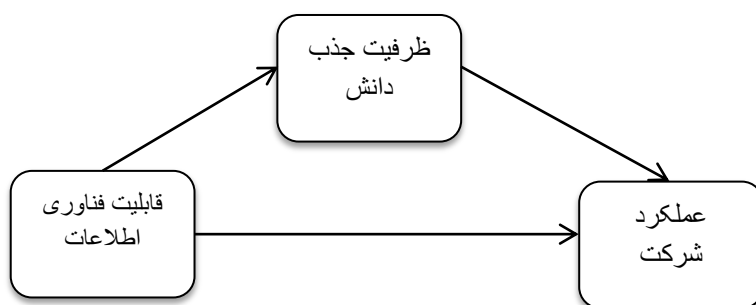 ظرفیت جذب
دانش
قابلیت فناوری
اطلاعات
عملکرد
شرکت